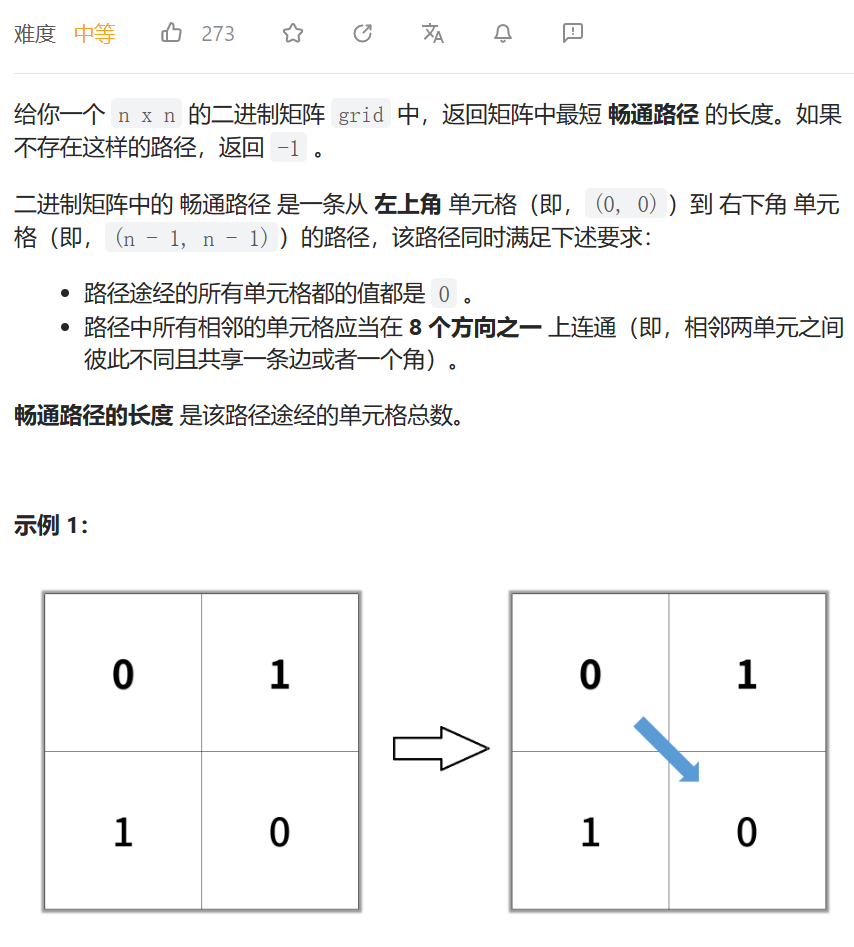 难度 中等 273
给你一个 n x n 的二进制矩阵 grid 中，返回矩阵中最短 畅通路径 的长度。如果
不存在这样的路径，返回 -1 。
二进制矩阵中的 畅通路径 是一条从 左上角 单元格（即，(0, 0)）到 右下角 单元
格（即，(n - 1, n - 1)）的路径，该路径同时满足下述要求：
• 路径途经的所有单元格都的值都是 0 。
• 路径中所有相邻的单元格应当在 8 个方向之一 上连通（即，相邻两单元之间
彼此不同且共享一条边或者一个角）。
畅通路径的长度 是该路径途经的单元格总数。
示例 1：
0 1 0 1
1 0 1 0